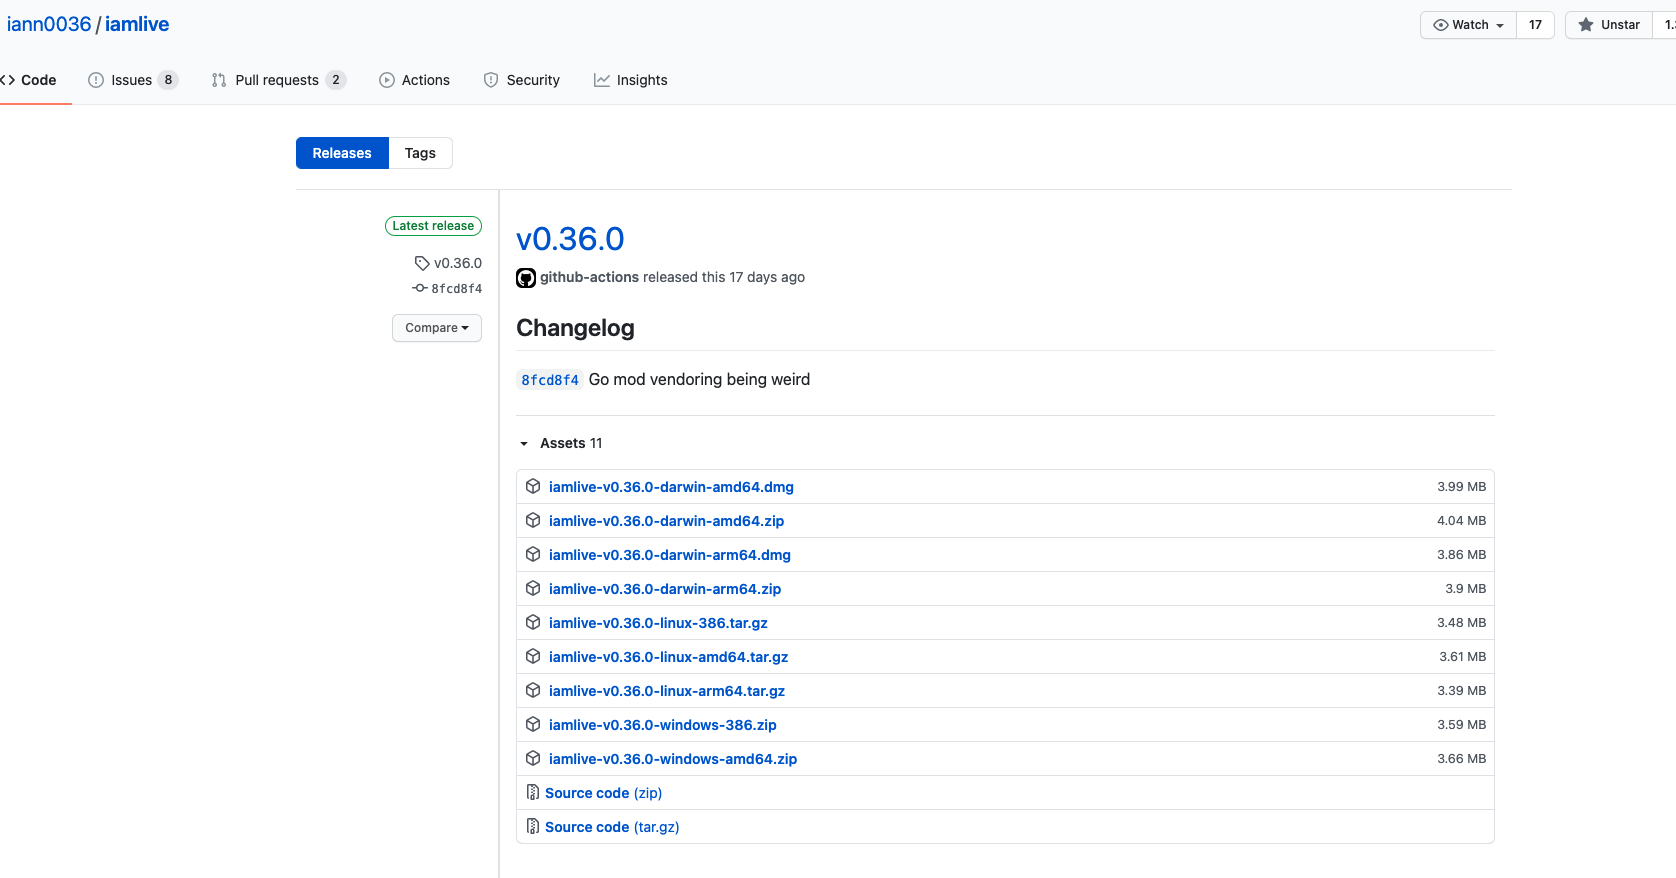 iann0036 / iamlive
Watch 17 Unstar
Code Issues 8 Pull requests 2 Actions Security Insights
Releases Tags
Latest release
v0.36.0
8fcd8f4
Compare
v0.36.0
github-actions released this 17 days ago
Changelog
8fcd8f4 Go mod vendoring being weird
Assets 11
iamlive-v0.36.0-darwin-amd64.dmg 3.99 MB
iamlive-v0.36.0-darwin-amd64.zip 4.04 MB
iamlive-v0.36.0-darwin-arm64.dmg 3.86 MB
iamlive-v0.36.0-darwin-arm64.zip 3.9 MB
iamlive-v0.36.0-linux-386.tar.gz 3.48 MB
iamlive-v0.36.0-linux-amd64.tar.gz 3.61 MB
iamlive-v0.36.0-linux-arm64.tar.gz 3.39 MB
iamlive-v0.36.0-windows-386.zip 3.59 MB
iamlive-v0.36.0-windows-amd64.zip 3.66 MB
Source code (zip)
Source code (tar.gz)